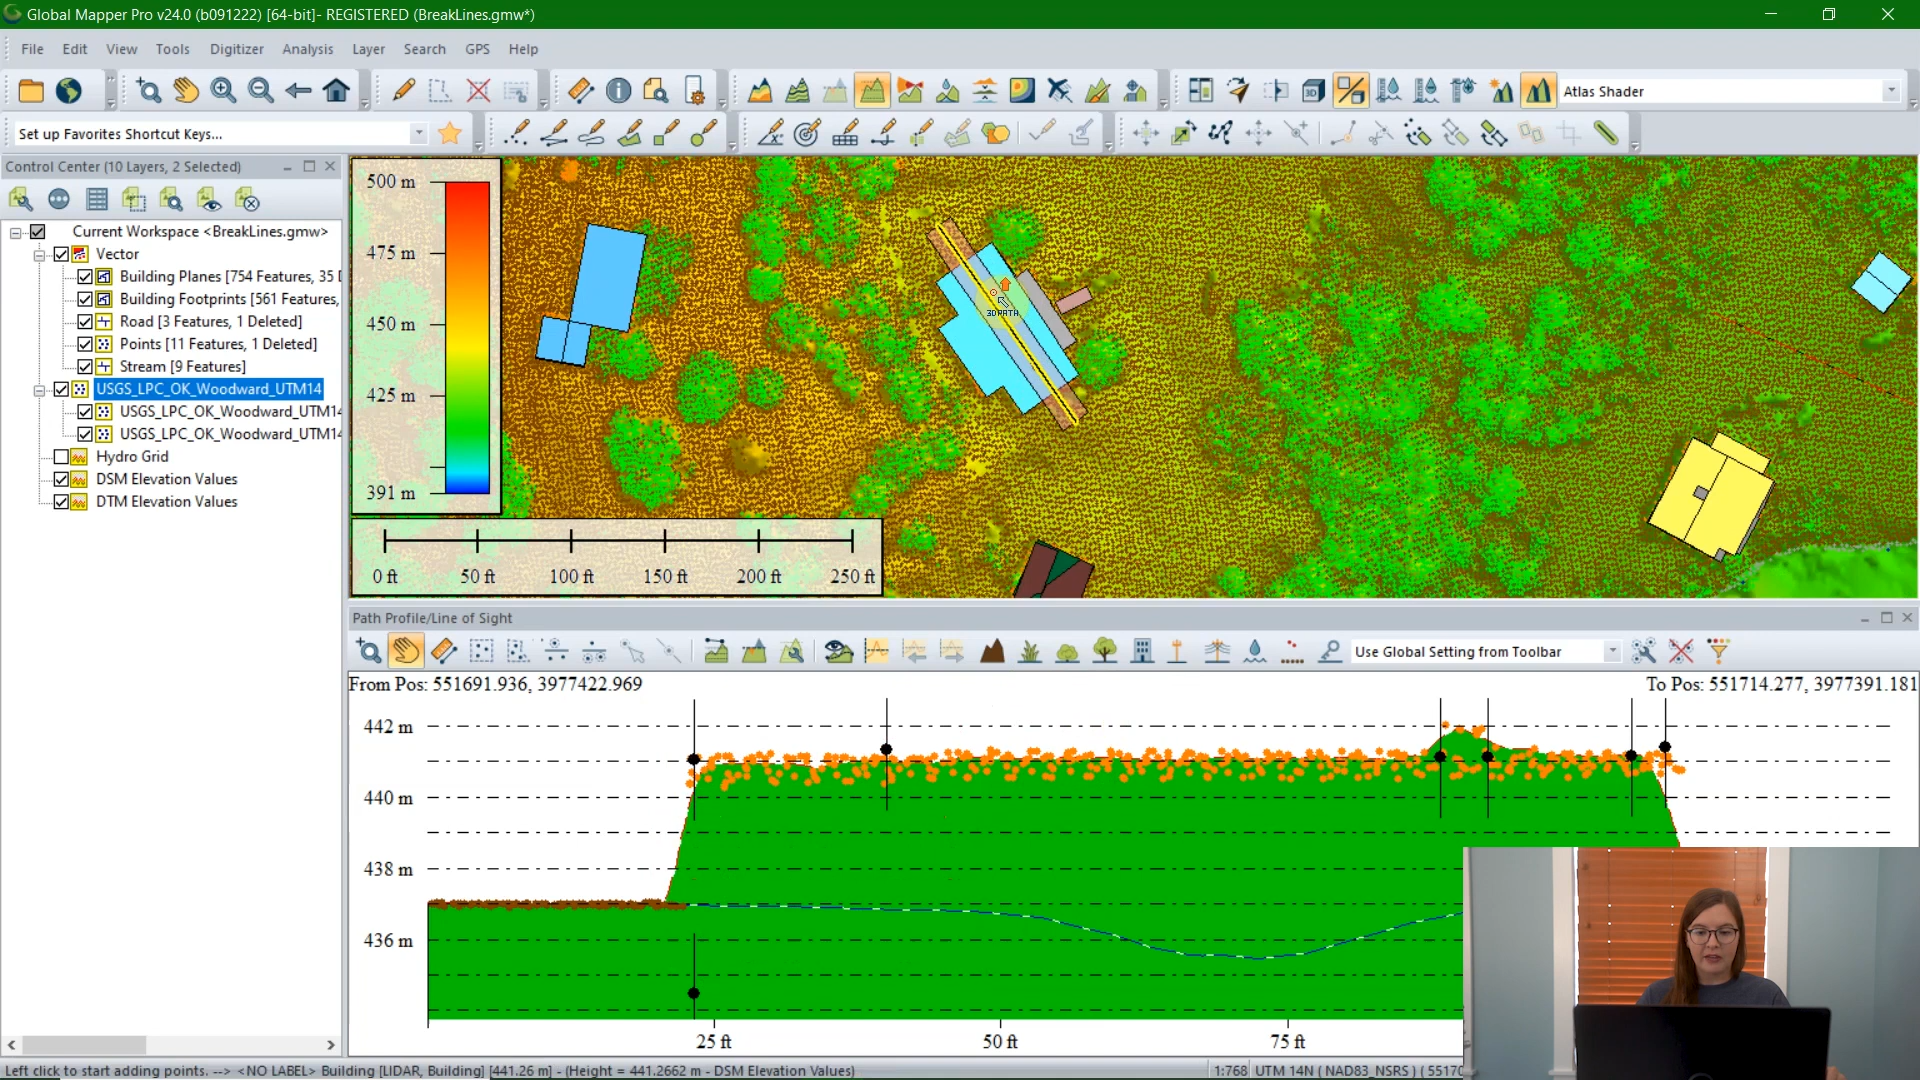 Global Mapper Pro v24.0 (b091222) [64-bit]- REGISTERED (BreakLines.gmw*)
File Edit View Tools Digitizer Analysis Layer Search GPS Help
Atlas Shader
Set up Favorites Shortcut Keys...
Control Center (10 Layers, 2 Selected)
Current Workspace <BreakLines.gmw>
Vector
Building Planes [754 Features, 35 D
Building Footprints [561 Features,
Road [3 Features, 1 Deleted]
Points [11 Features, 1 Deleted]
Stream [9 Features]
USGS_LPC_OK_Woodward_UTM14
USGS_LPC_OK_Woodward_UTM14
USGS_LPC_OK_Woodward_UTM14
Hydro Grid
DSM Elevation Values
DTM Elevation Values
500 m
475 m
450 m
425 m
391 m
0 ft 50 ft 100 ft 150 ft 200 ft 250 ft
3DPATH
Path Profile/Line of Sight
Use Global Setting from Toolbar
From Pos: 551691.936, 3977422.969
To Pos: 551714.277, 3977391.181
442 m
440 m
438 m
436 m
25 ft 50 ft 75 ft
Left click to start adding points. --> <NO LABEL> Building [LIDAR, Building] [441.26 m] - (Height = 441.2662 m - DSM Elevation Values)
1:768 UTM 14N ( NAD83_NSRS ) ( 55170